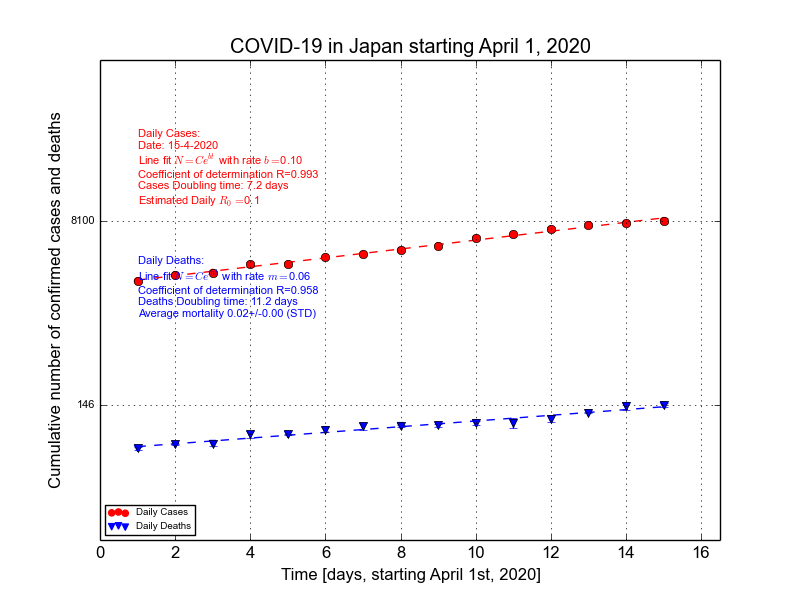 COVID-19 in Japan starting April 1, 2020
Cumulative number of confirmed cases and deaths
Daily Cases:
Date: 15-4-2020
Line fit N = Ce^{bt} with rate b =0.10
Coefficient of determination R=0.993
Cases Doubling time: 7.2 days
Estimated Daily R_0 =0.1
8100
Daily Deaths:
Line fit N = Ce with rate m =0.06
Coefficient of determination R=0.958
Deaths Doubling time: 11.2 days
Average mortality 0.02+/-0.00 (STD)
146
Daily Cases
Daily Deaths
0 2 4 6 8 10 12 14 16
Time [days, starting April 1st, 2020]